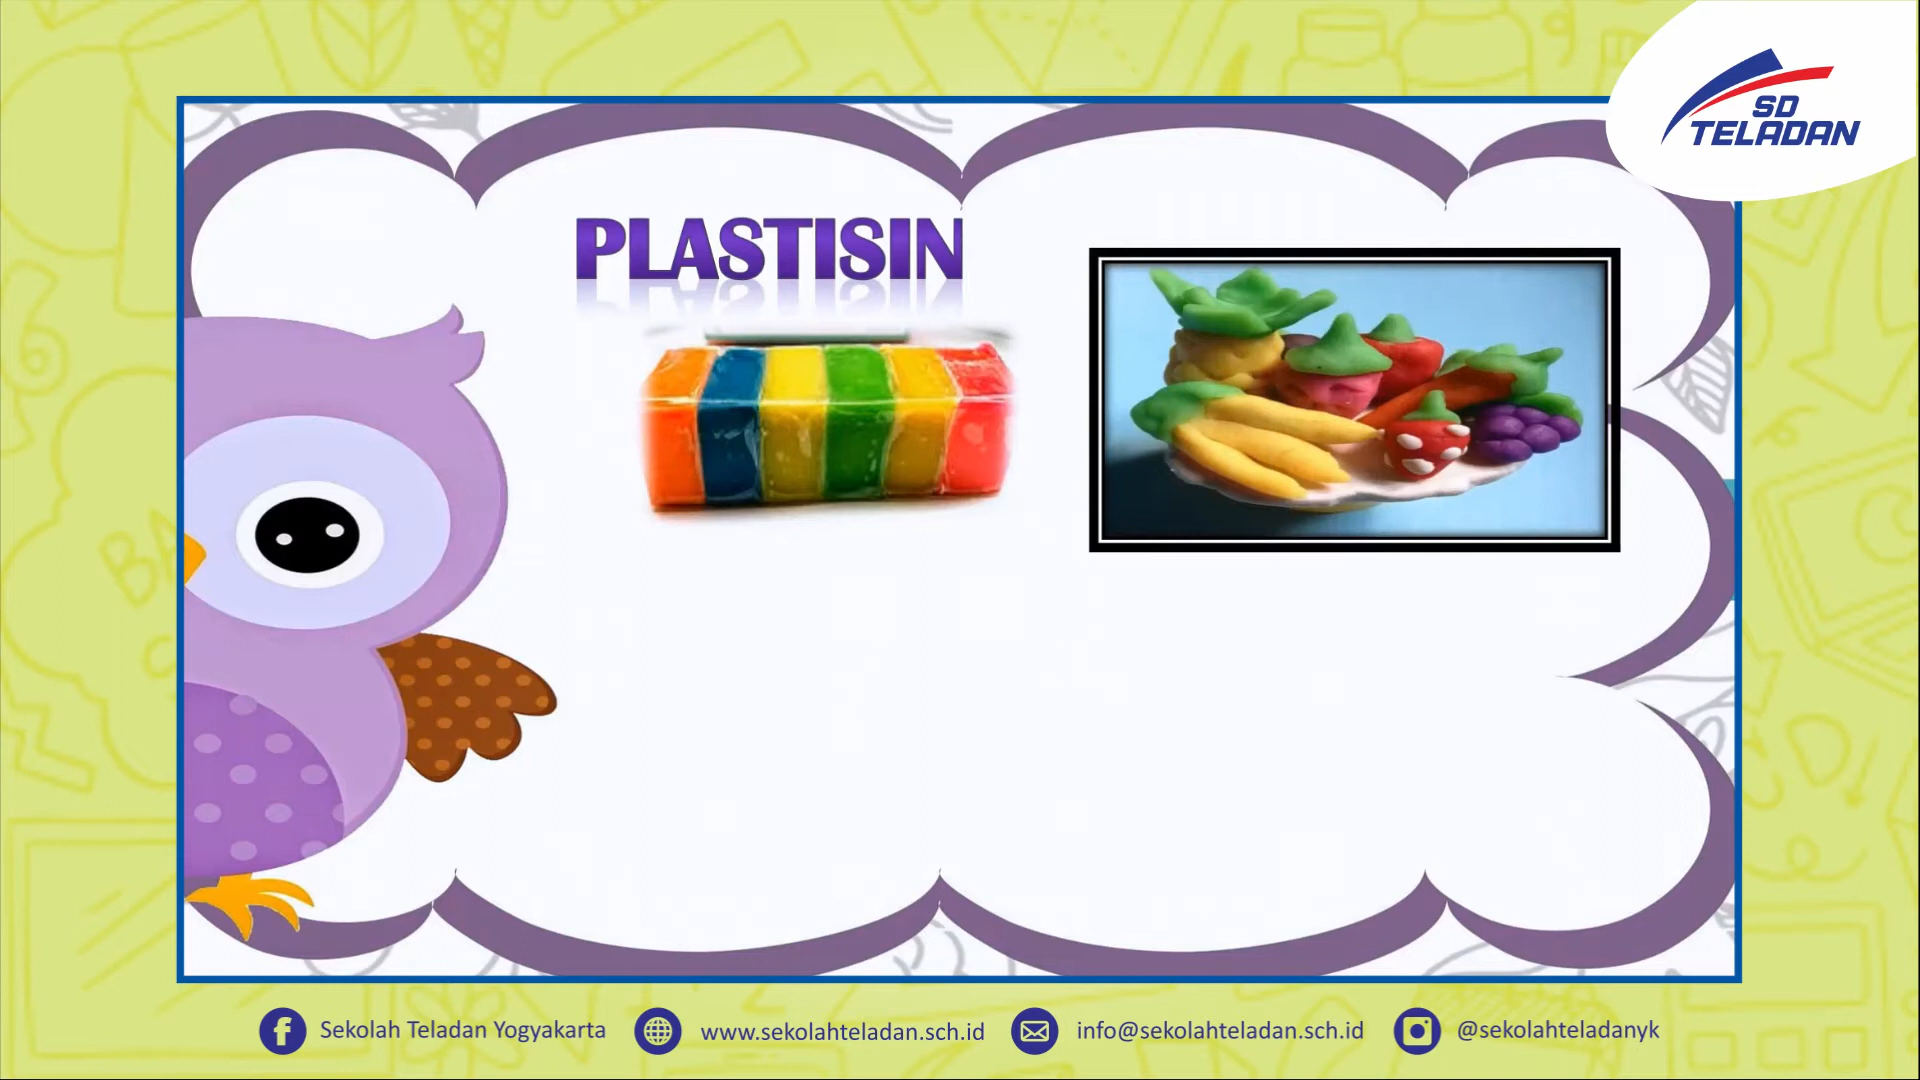 SD
TELADAN
PLASTISIN
Sekolah Teladan Yogyakarta
www.sekolahteladan.sch.id
info@sekolahteladan.sch.id
@sekolahteladanyk